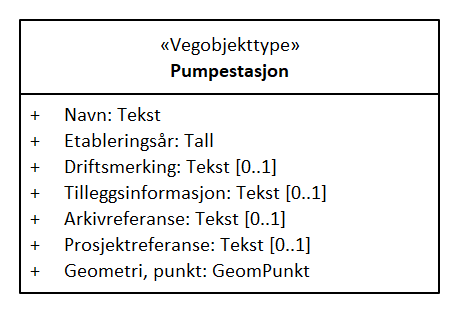 «Vegobjekttype»
Pumpestasjon
+ Navn: Tekst
+ Etableringsår: Tall
+ Driftsmerking: Tekst [0..1]
+ Tilleggsinformasjon: Tekst [0..1]
+ Arkivreferanse: Tekst [0..1]
+ Prosjektreferanse: Tekst [0..1]
+ Geometri, punkt: GeomPunkt